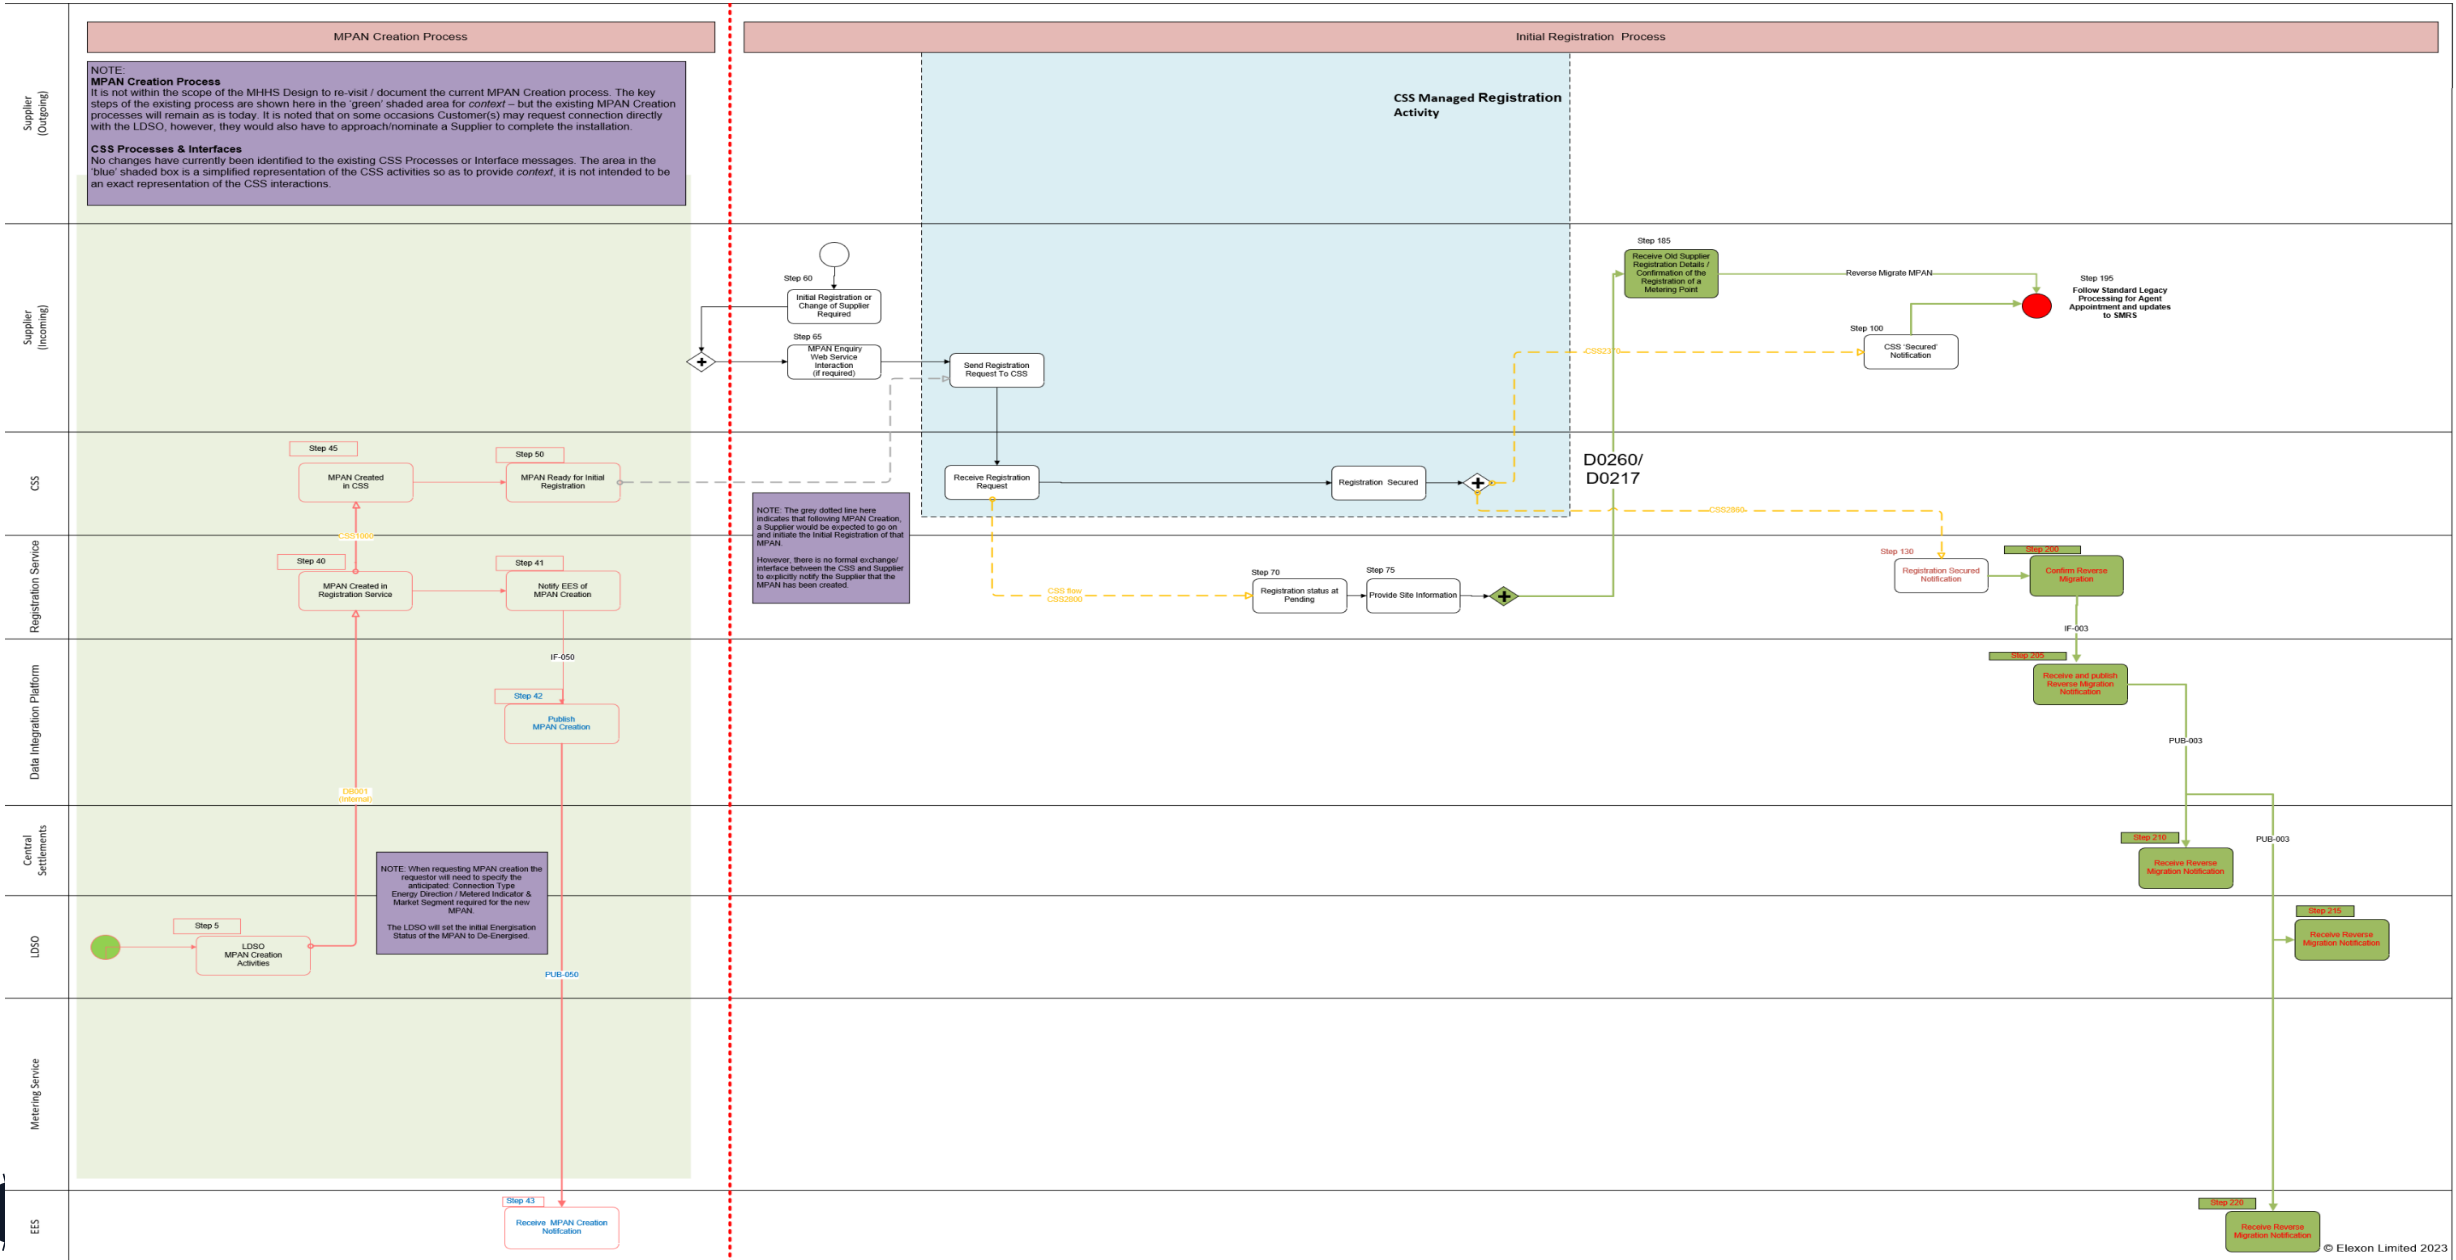 MPAN Creation Process
Initial Registration Process
Supplier
(Outgoing)
NOTE:
MPAN Creation Process
It is not within the scope of the MHHS Design to re-visit / document the current MPAN Creation process. The key
steps of the existing process are shown here in the 'green' shaded area for context – but the existing MPAN Creation
processes will remain as is today. It is noted that on some occasions Customer(s) may request connection directly
with the LDSO, however, they would also have to approach/nominate a Supplier to complete the installation.
CSS Processes & Interfaces
No changes have currently been identified to the existing CSS Processes or Interface messages. The area in the
'blue' shaded box is a simplified representation of the CSS activities so as to provide context, it is not intended to be
an exact representation of the CSS interactions.
CSS Managed Registration
Activity
Supplier
(Incoming)
Step 60
Initial Registration or
Change of Supplier
Required
Step 65
MPAN Enquiry
Web Service
Interaction
(if required)
Send Registration
Request To CSS
Step 185
Receive Old Supplier
Registration Details /
Confirmation of the
Registration of a
Metering Point
Reverse Migrate MPAN
Step 195
Follow Standard Legacy
Processing for Agent
Appointment and updates
to SMRS
Step 100
CSS 'Secured'
Notification
CSS
Step 45
MPAN Created
in CSS
Step 50
MPAN Ready for Initial
Registration
Receive Registration
Request
Registration Secured
D0260/
D0217
CSS2860
NOTE: The grey dotted line here
indicates that following MPAN Creation,
a Supplier would be expected to go on
and initiate the Initial Registration of that
MPAN.
However, there is no formal exchange/
interface between the CSS and Supplier
to explicitly notify the Supplier that the
MPAN has been created.
Registration Service
CSS1000
Step 40
MPAN Created in
Registration Service
Step 41
Notify EES of
MPAN Creation
CSS flow
CSS2800
Step 70
Registration status at
Pending
Step 75
Provide Site Information
Step 130
Registration Secured
Notification
Step 200
Confirm Reverse
Migration
IF-003
Data Integration Platform
IF-050
Step 42
Publish
MPAN Creation
DB001
(Internal)
Step 205
Receive and publish
Reverse Migration
Notification
PUB-003
Central
Settlements
NOTE: When requesting MPAN creation the
requestor will need to specify the
anticipated: Connection Type
Energy Direction / Metered Indicator &
Market Segment required for the new
MPAN.
The LDSO will set the initial Energisation
Status of the MPAN to De-Energised.
Step 210
Receive Reverse
Migration Notification
PUB-003
LDSO
Step 5
LDSO
MPAN Creation
Activities
PUB-050
Step 215
Receive Reverse
Migration Notification
Metering Service
EES
Step 43
Receive MPAN Creation
Notifcation
Step 220
Receive Reverse
Migration Notification
© Elexon Limited 2023